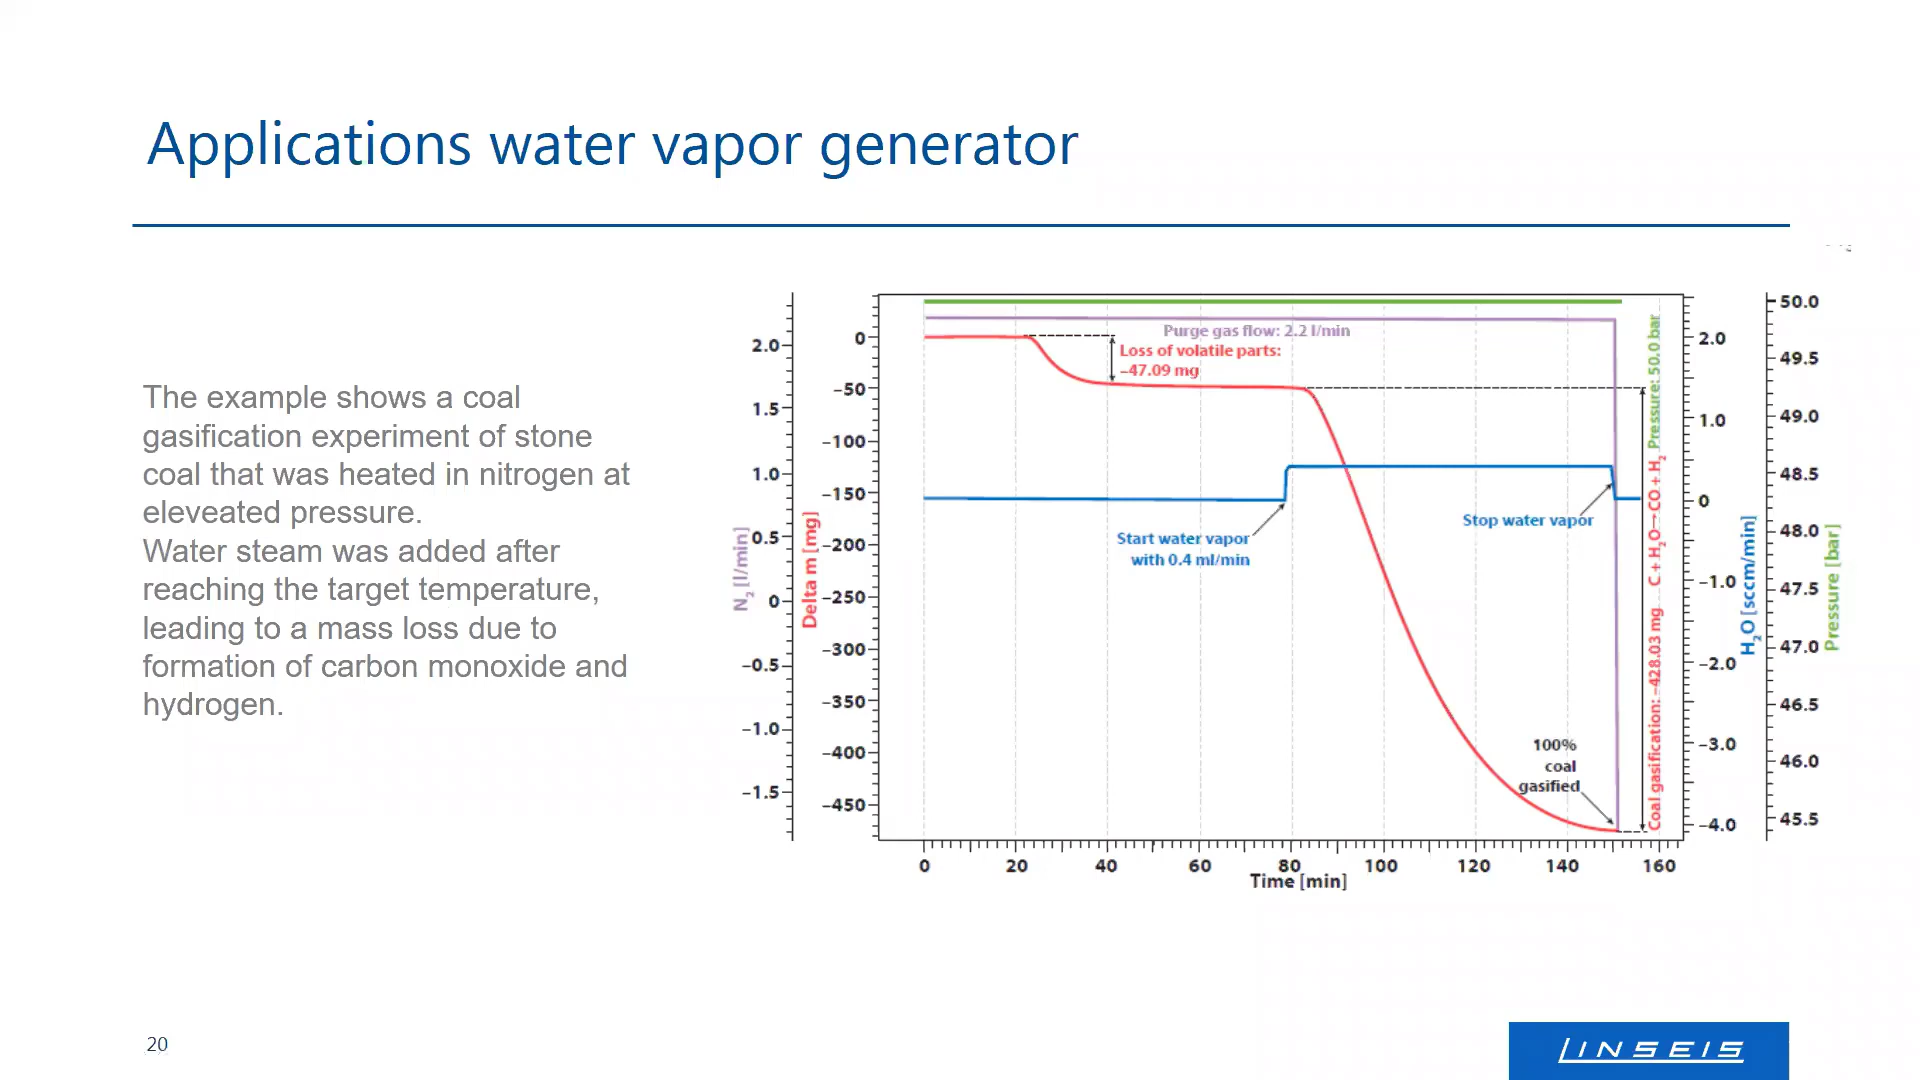 Applications water vapor generator
The example shows a coal
gasification experiment of stone
coal that was heated in nitrogen at
eleveated pressure.
Water steam was added after
reaching the target temperature,
leading to a mass loss due to
formation of carbon monoxide and
hydrogen.
N2 [l/min]
2.0
1.5
1.0
0.5
0
-0.5
-1.0
-1.5
Delta m [mg]
0
-50
-100
-150
-200
-250
-300
-350
-400
-450
Purge gas flow: 2.2 l/min
Loss of volatile parts:
-47.09 mg
Start water vapor
with 0.4 ml/min
Stop water vapor
100%
coal
gasified
Coal gasification: -428.03 mg C + H2O→CO + H2 Pressure: 50.0 bar
2.0
1.0
0
-1.0
-2.0
-3.0
-4.0
H2O [sccm/min]
50.0
49.5
49.0
48.5
48.0
47.5
47.0
46.5
46.0
45.5
Pressure [bar]
0 20 40 60 80 100 120 140 160
Time [min]
20
LINSEIS